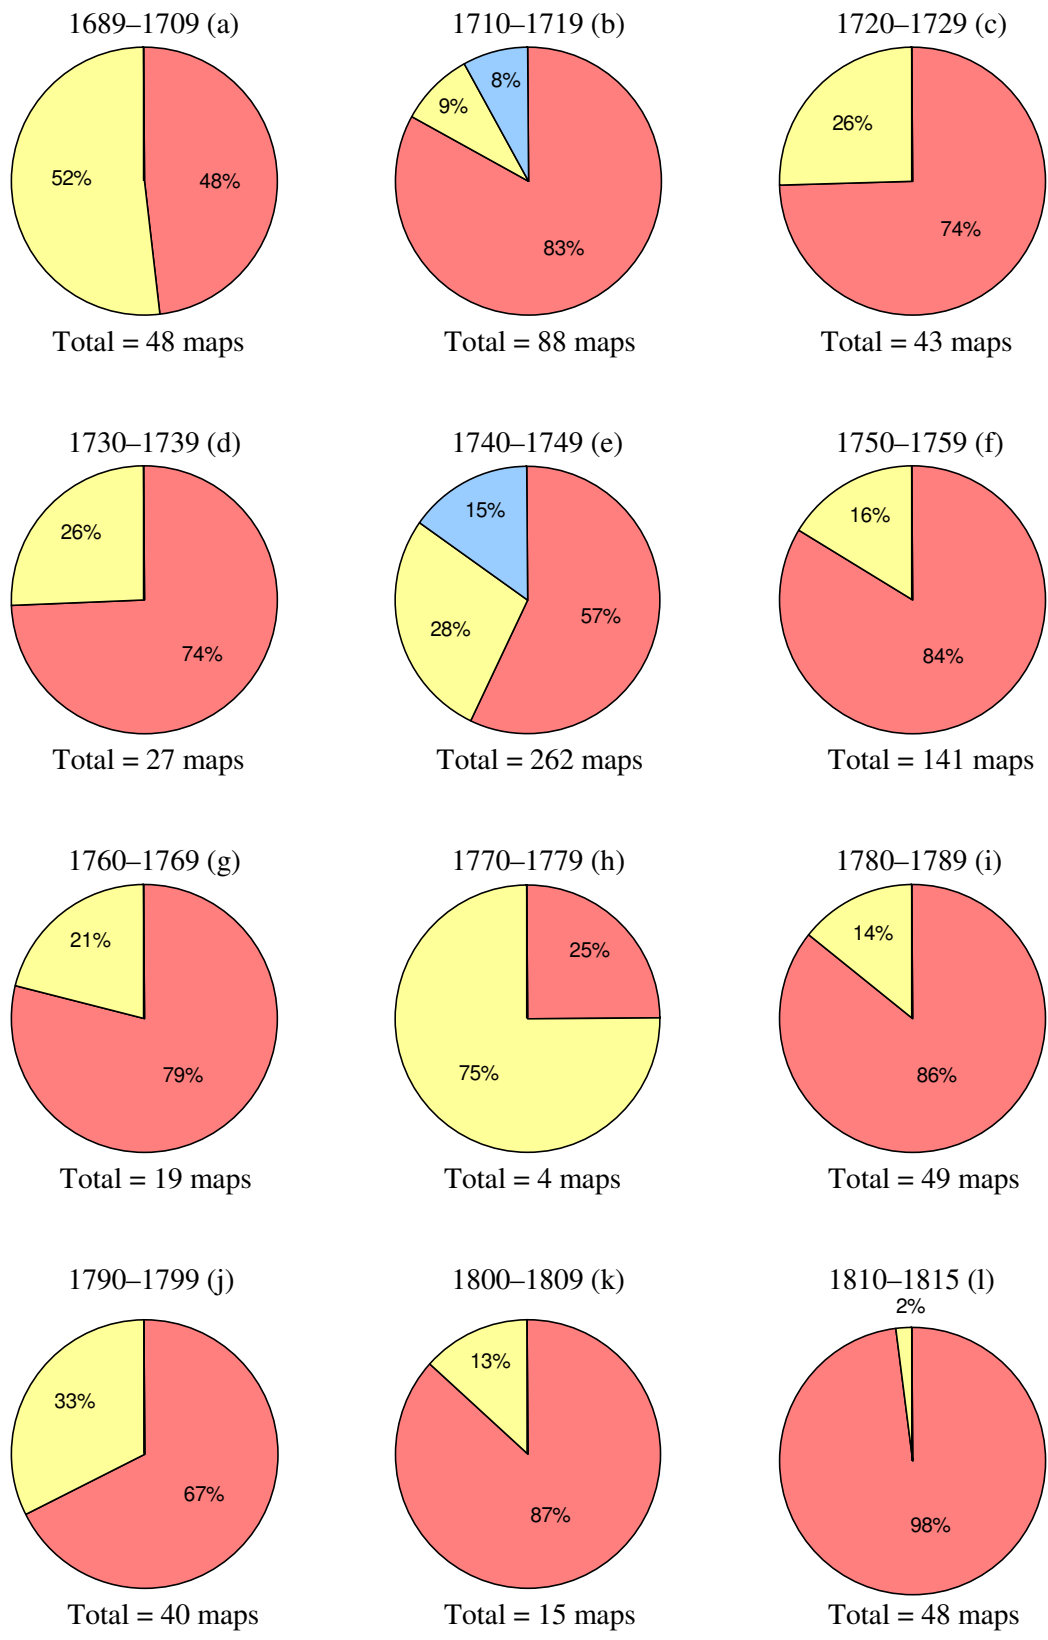 1689–1709 (a)
52%
48%
Total = 48 maps
1710–1719 (b)
8%
9%
83%
Total = 88 maps
1720–1729 (c)
26%
74%
Total = 43 maps
1730–1739 (d)
26%
74%
Total = 27 maps
1740–1749 (e)
15%
57%
28%
Total = 262 maps
1750–1759 (f)
16%
84%
Total = 141 maps
1760–1769 (g)
21%
79%
Total = 19 maps
1770–1779 (h)
25%
75%
Total = 4 maps
1780–1789 (i)
14%
86%
Total = 49 maps
1790–1799 (j)
33%
67%
Total = 40 maps
1800–1809 (k)
13%
87%
Total = 15 maps
1810–1815 (l)
2%
98%
Total = 48 maps